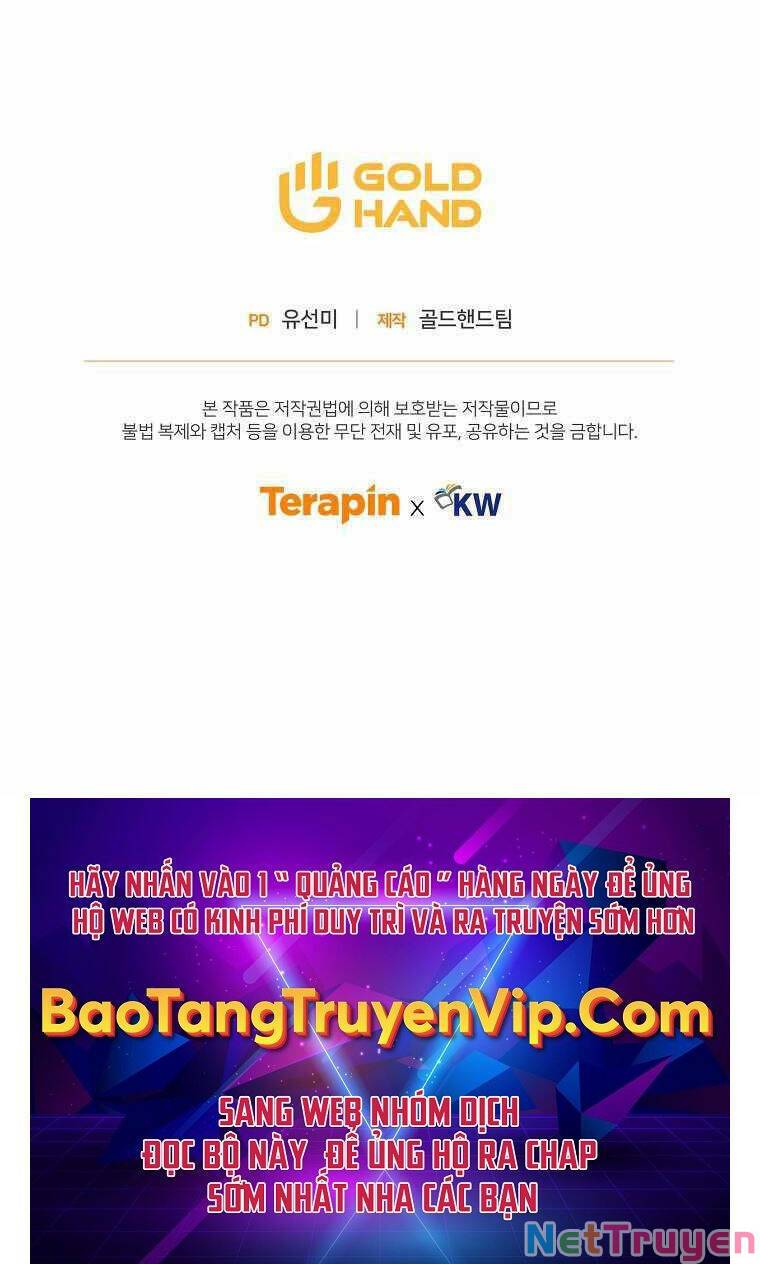 GOLD
HAND
PD 유선미 | 제작 골드핸드팀
본 작품은 저작권법에 의해 보호받는 저작물이므로
불법 복제와 캡처 등을 이용한 무단 전재 및 유포, 공유하는 것을 금합니다.
Terapin x KW
HÃY NHẤN VÀO 1 “ QUẢNG CÁO ” HÀNG NGÀY ĐỂ ỦNG
HỘ WEB CÓ KINH PHÍ DUY TRÌ VÀ RA TRUYỆN SỚM HƠN
BaoTangTruyenVip.Com
SANG WEB NHÓM DỊCH
ĐỌC BỘ NÀY ĐỂ ỦNG HỘ RA CHAP
SỚM NHẤT NHA CÁC BẠN
NetTruyen